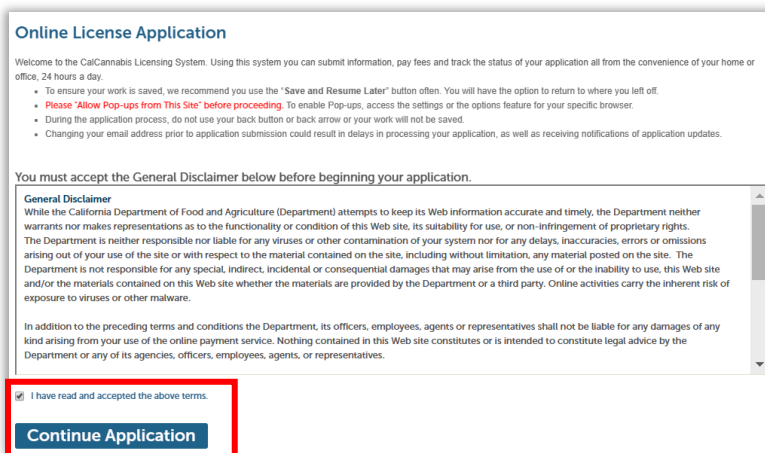 Online License Application
Welcome to the CalCannabis Licensing System. Using this system you can submit information, pay fees and track the status of your application all from the convenience of your home or
office, 24 hours a day.
To ensure your work is saved, we recommend you use the "Save and Resume Later" button often. You will have the option to return to where you left off.
Please "Allow Pop-ups from This Site" before proceeding. To enable Pop-ups, access the settings or the options feature for your specific browser.
During the application process, do not use your back button or back arrow or your work will not be saved.
Changing your email address prior to application submission could result in delays in processing your application, as well as receiving notifications of application updates.
You must accept the General Disclaimer below before beginning your application.
General Disclaimer
While the California Department of Food and Agriculture (Department) attempts to keep its Web information accurate and timely, the Department neither
warrants nor makes representations as to the functionality or condition of this Web site, its suitability for use, or non-infringement of proprietary rights.
The Department is neither responsible nor liable for any viruses or other contamination of your system nor for any delays, inaccuracies, errors or omissions
arising out of your use of the site or with respect to the material contained on the site, including without limitation, any material posted on the site. The
Department is not responsible for any special, indirect, incidental or consequential damages that may arise from the use of or the inability to use, this Web site
and/or the materials contained on this Web site whether the materials are provided by the Department or a third party. Online activities carry the inherent risk of
exposure to viruses or other malware.
In addition to the preceding terms and conditions the Department, its officers, employees, agents or representatives shall not be liable for any damages of any
kind arising from your use of the online payment service. Nothing contained in this Web site constitutes or is intended to constitute legal advice by the
Department or any of its agencies, officers, employees, agents, or representatives.
I have read and accepted the above terms.
Continue Application